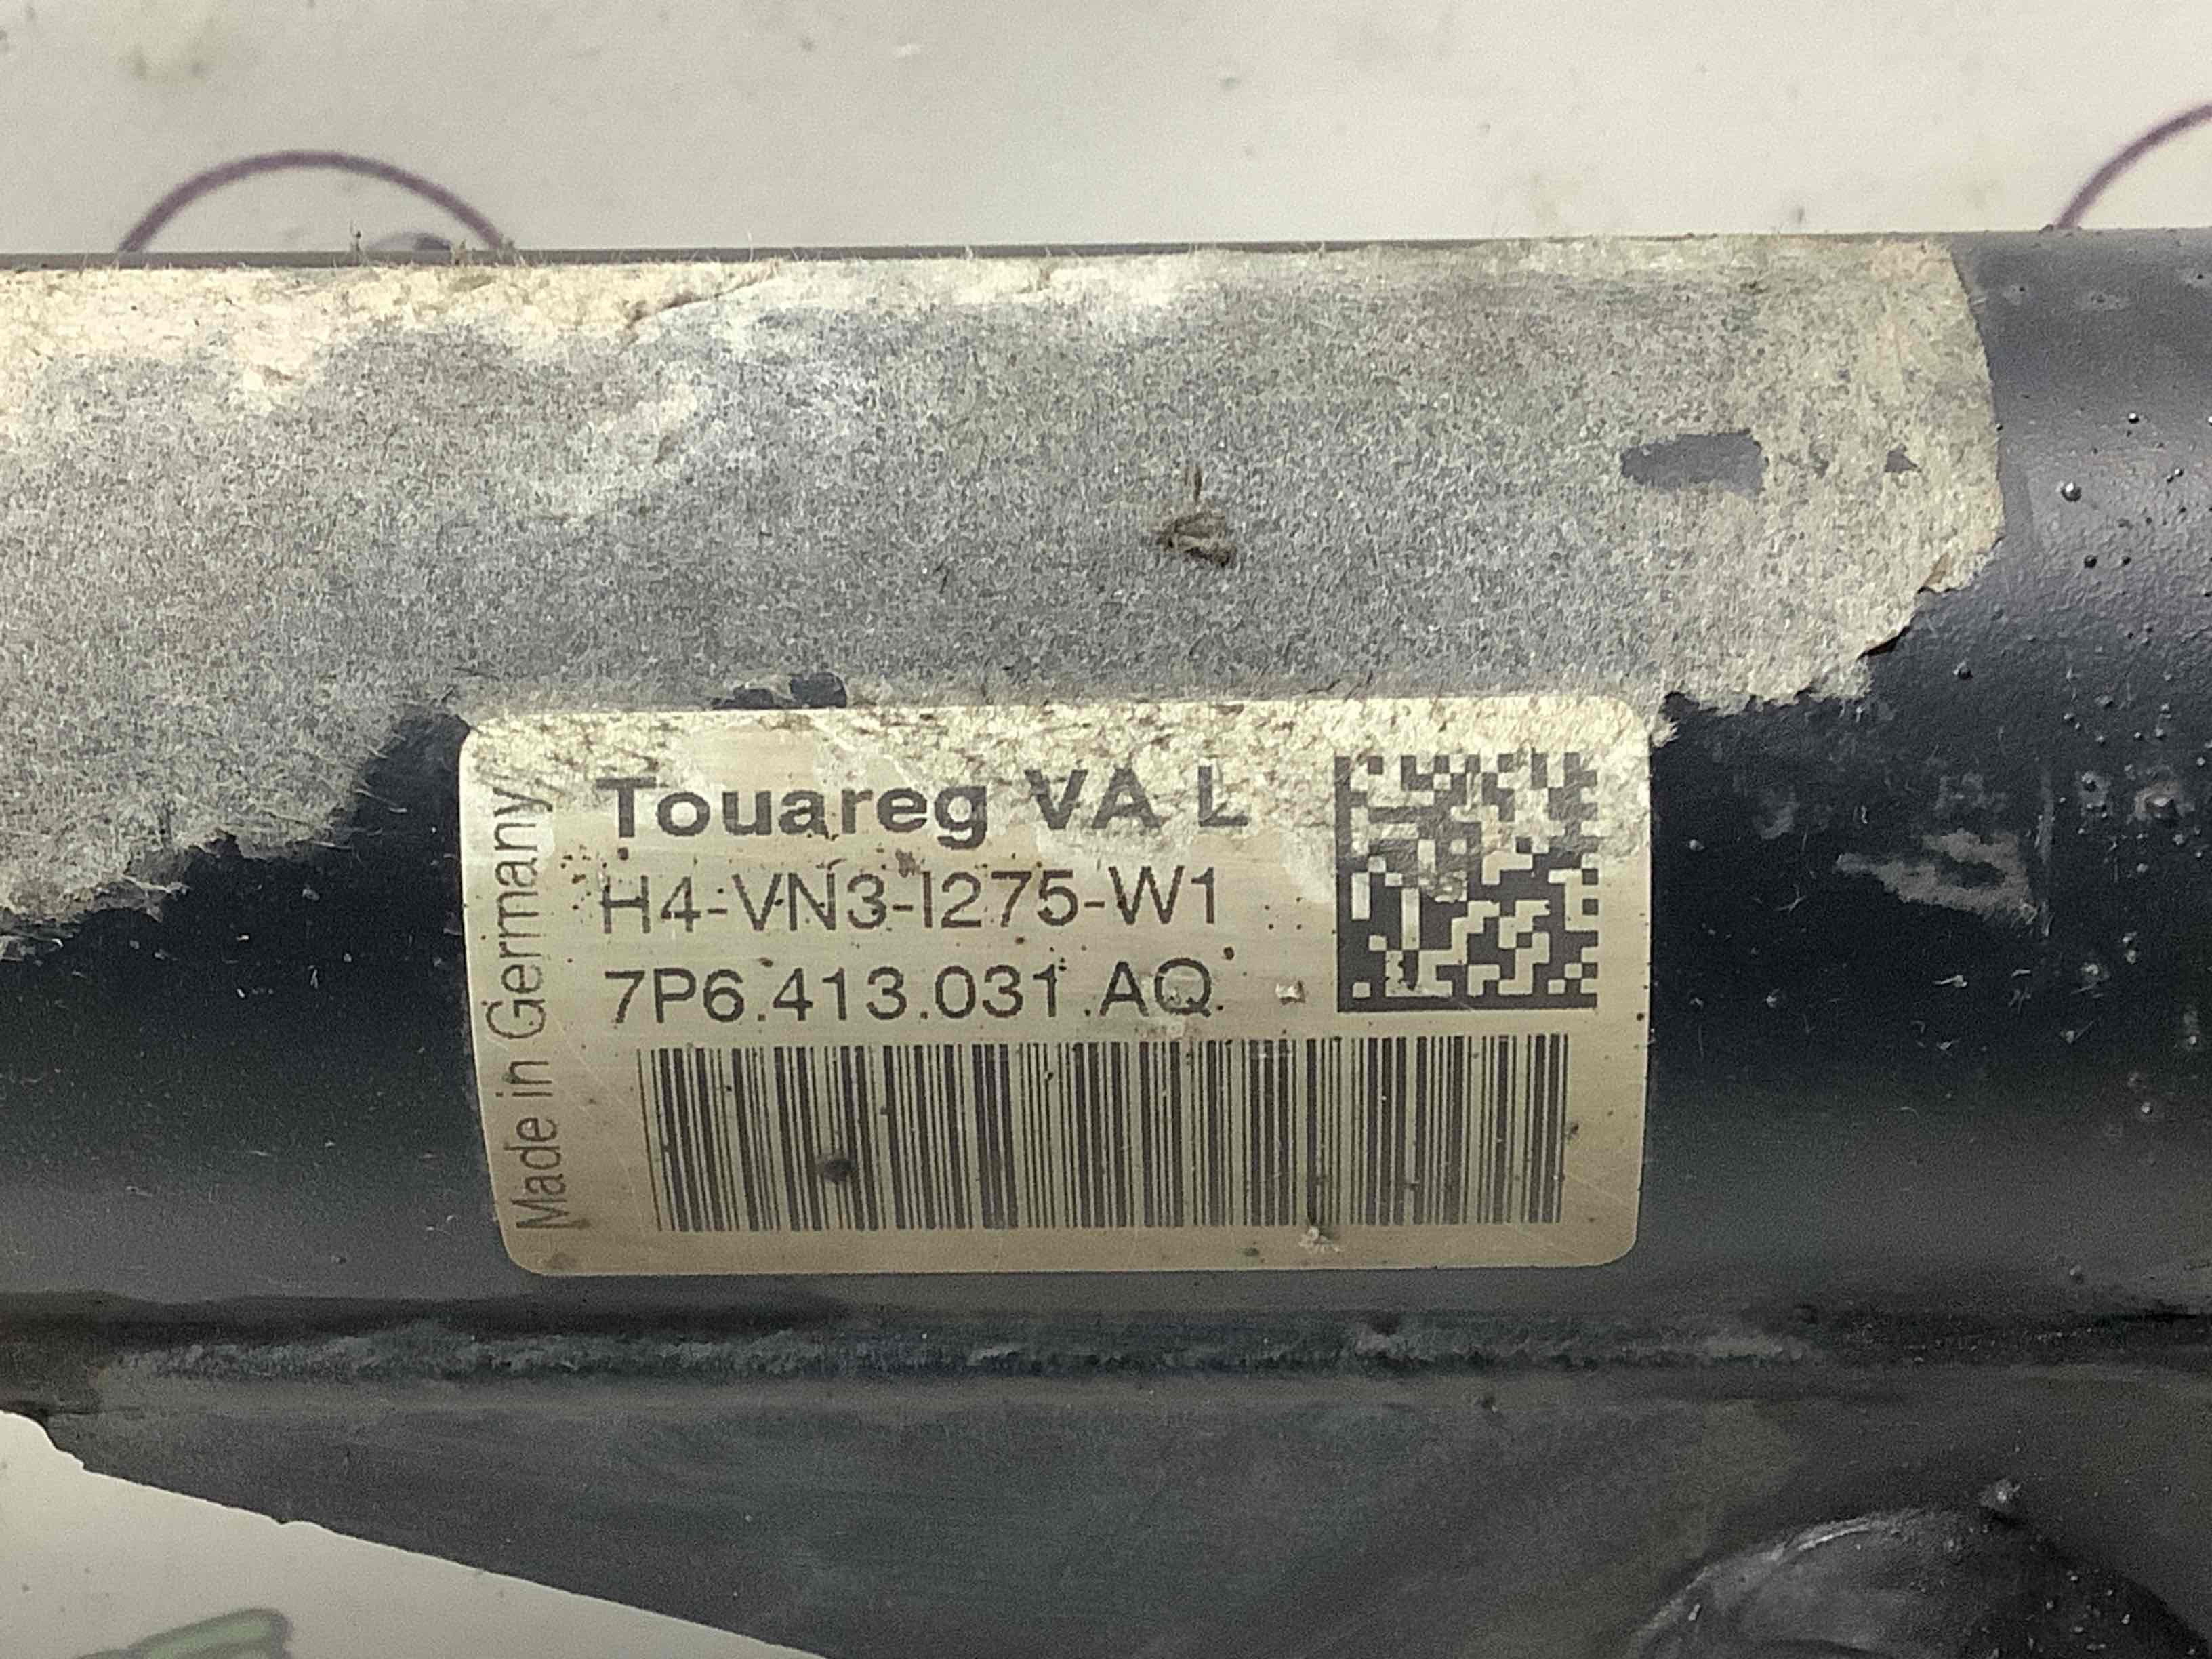 Made in Germany
Touareg VA L
H4-VN3-I275-W1
7P6.413.031.AQ